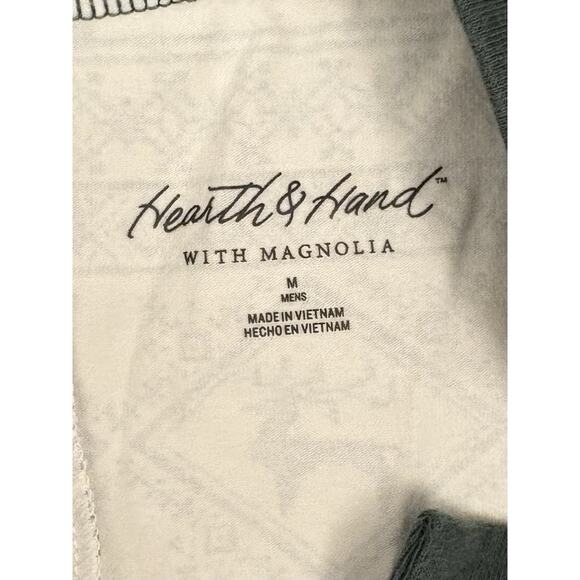 Hearth & Hand™
WITH MAGNOLIA
M
MENS
MADE IN VIETNAM
HECHO EN VIETNAM